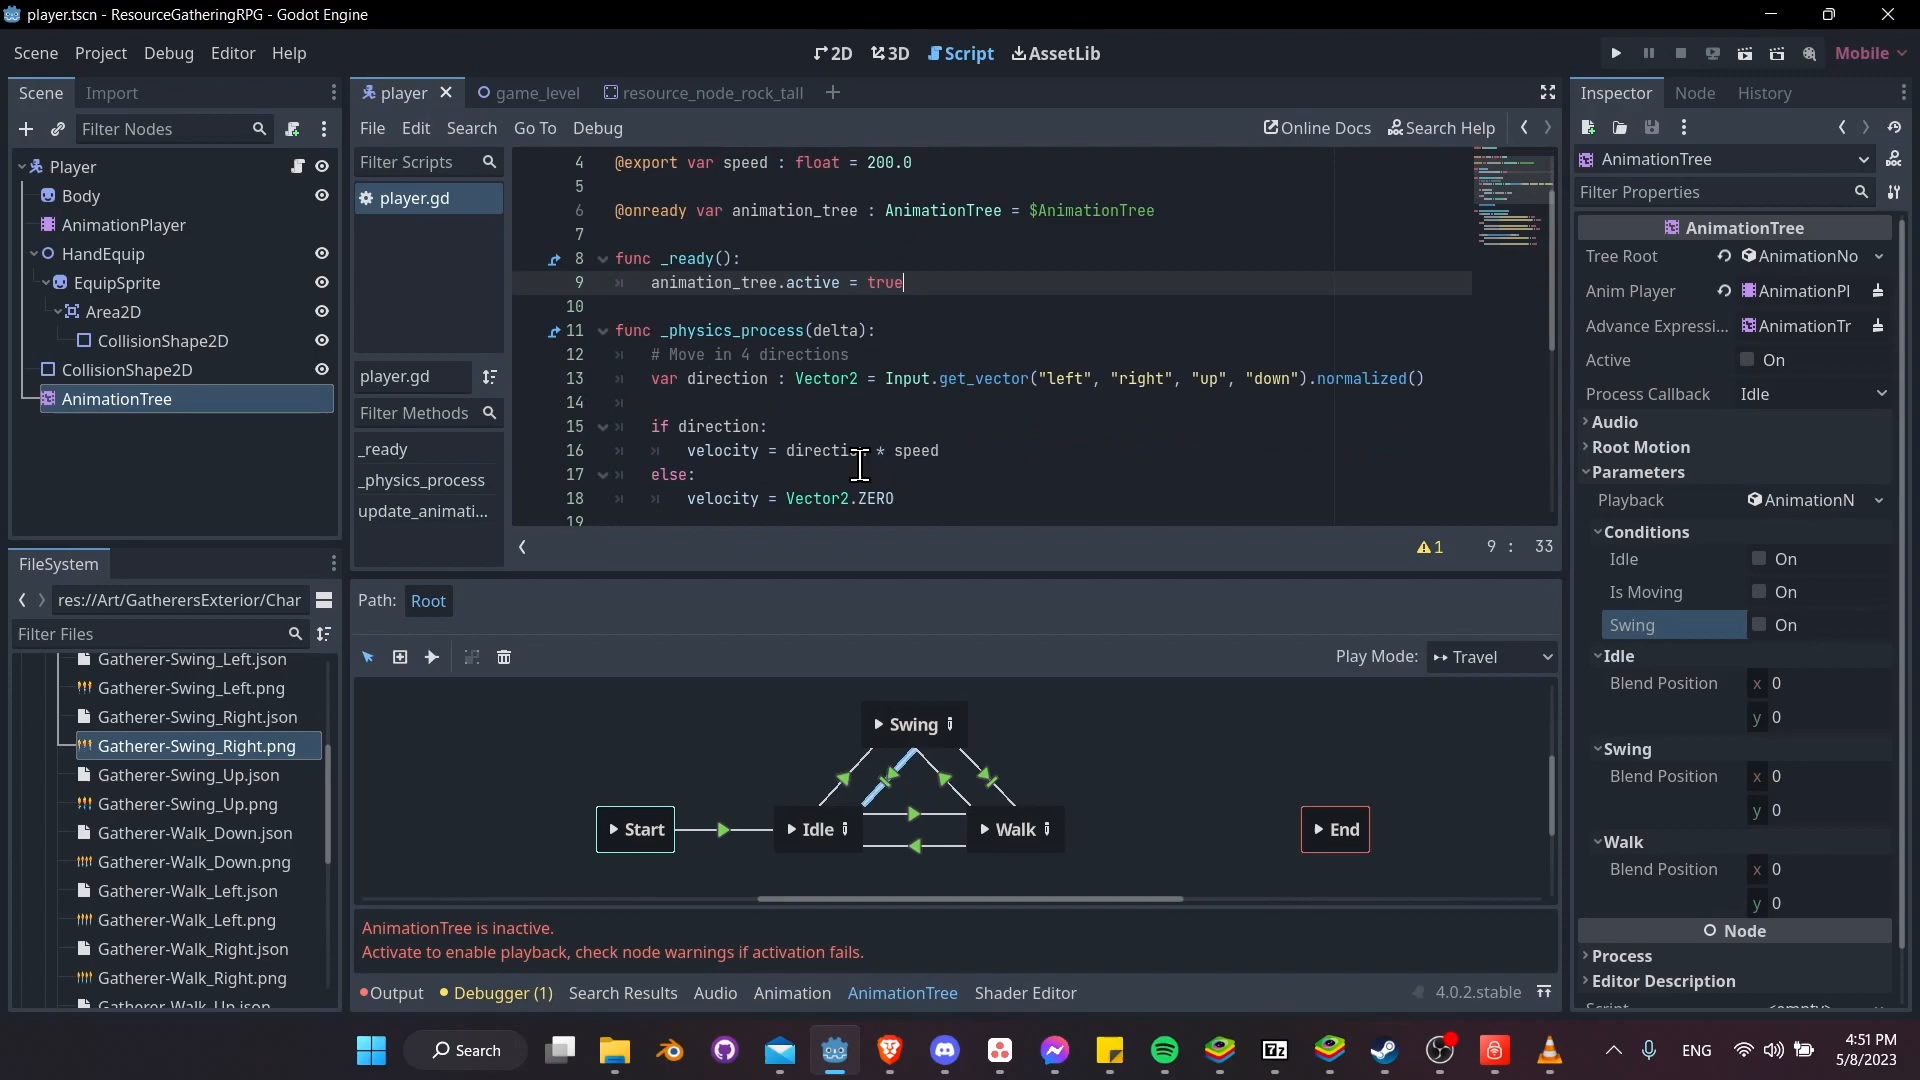 player.tscn - ResourceGatheringRPG - Godot Engine
Scene Project Debug Editor Help
2D 3D Script AssetLib
Mobile
Scene Import
Filter Nodes
Player
Body
AnimationPlayer
HandEquip
EquipSprite
Area2D
CollisionShape2D
CollisionShape2D
AnimationTree
FileSystem
res://Art/GatherersExterior/Char
Filter Files
Gatherer-Swing_Left.json
Gatherer-Swing_Left.png
Gatherer-Swing_Right.json
Gatherer-Swing_Right.png
Gatherer-Swing_Up.json
Gatherer-Swing_Up.png
Gatherer-Walk_Down.json
Gatherer-Walk_Down.png
Gatherer-Walk_Left.json
Gatherer-Walk_Left.png
Gatherer-Walk_Right.json
Gatherer-Walk_Right.png
Gatherer-Walk_Up.json
player game_level resource_node_rock_tall
File Edit Search Go To Debug
Online Docs Search Help
Filter Scripts
player.gd
player.gd
Filter Methods
_ready
_physics_process
update_animati...
4 @export var speed : float = 200.0
5
6 @onready var animation_tree : AnimationTree = $AnimationTree
7
8 func _ready():
9 animation_tree.active = true
10
11 func _physics_process(delta):
12 # Move in 4 directions
13 var direction : Vector2 = Input.get_vector("left", "right", "up", "down").normalized()
14
15 if direction:
16 velocity = direction * speed
17 else:
18 velocity = Vector2.ZERO
19
1 9 : 33
Path: Root
Play Mode: Travel
Swing
Start Idle Walk End
AnimationTree is inactive.
Activate to enable playback, check node warnings if activation fails.
Output Debugger (1) Search Results Audio Animation AnimationTree Shader Editor
4.0.2.stable
Inspector Node History
AnimationTree
Filter Properties
AnimationTree
Tree Root AnimationNo
Anim Player AnimationPl
Advance Expressi... AnimationTr
Active On
Process Callback Idle
Audio
Root Motion
Parameters
Playback AnimationN
Conditions
Idle On
Is Moving On
Swing On
Idle
Blend Position x 0
y 0
Swing
Blend Position x 0
y 0
Walk
Blend Position x 0
y 0
Node
Process
Editor Description
Script <empty>
Search
ENG
4:51 PM
5/8/2023